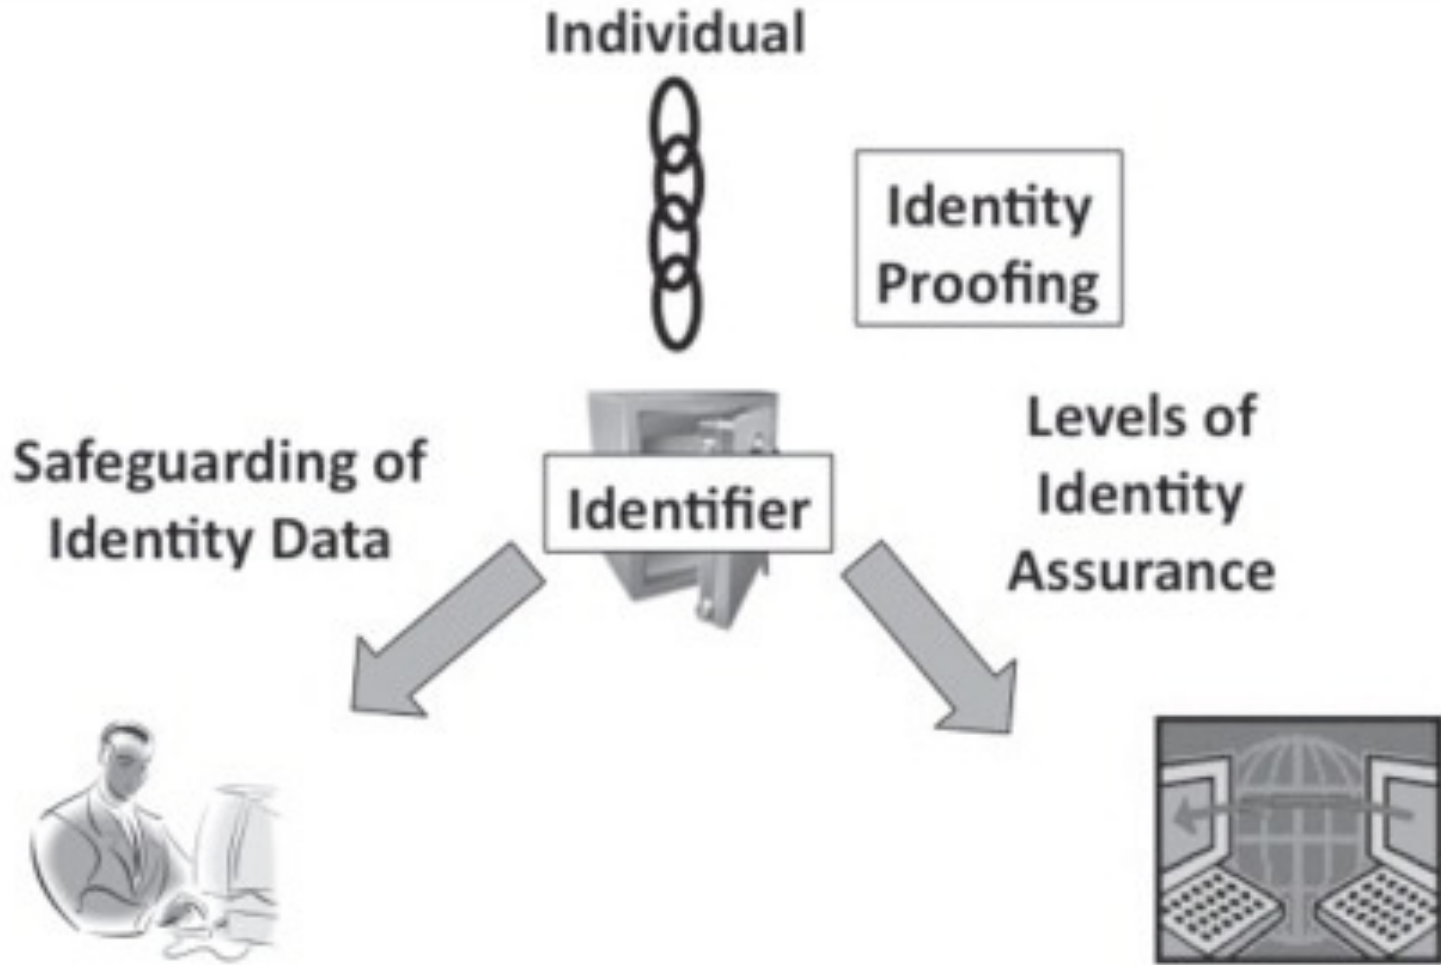 Individual
Identity
Proofing
Levels of
Identity
Assurance
Safeguarding of
Identity Data
Identifier